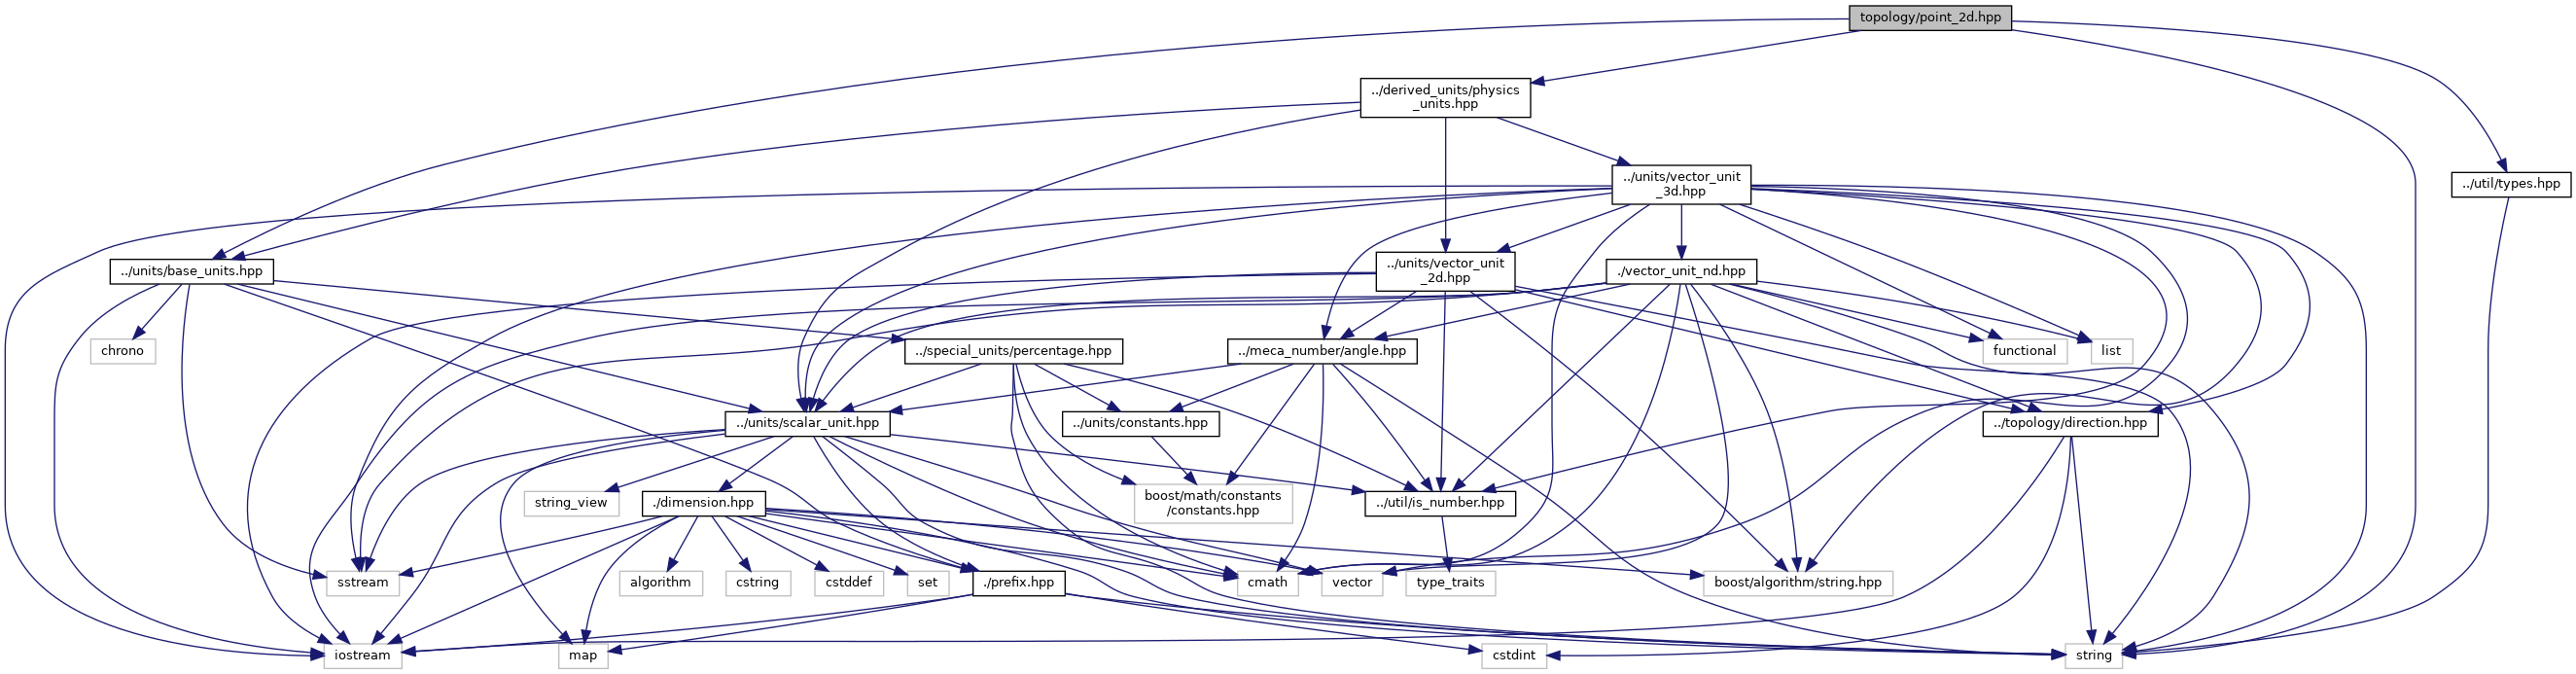 topology/point_2d.hpp
../derived_units/physics
_units.hpp
../units/vector_unit
_3d.hpp
../util/types.hpp
../units/base_units.hpp
../units/vector_unit
_2d.hpp
./vector_unit_nd.hpp
chrono
../special_units/percentage.hpp
../meca_number/angle.hpp
functional
list
../units/scalar_unit.hpp
../units/constants.hpp
../topology/direction.hpp
string_view
./dimension.hpp
boost/math/constants
/constants.hpp
../util/is_number.hpp
sstream
algorithm
cstring
cstddef
set
./prefix.hpp
cmath
vector
type_traits
boost/algorithm/string.hpp
iostream
map
cstdint
string